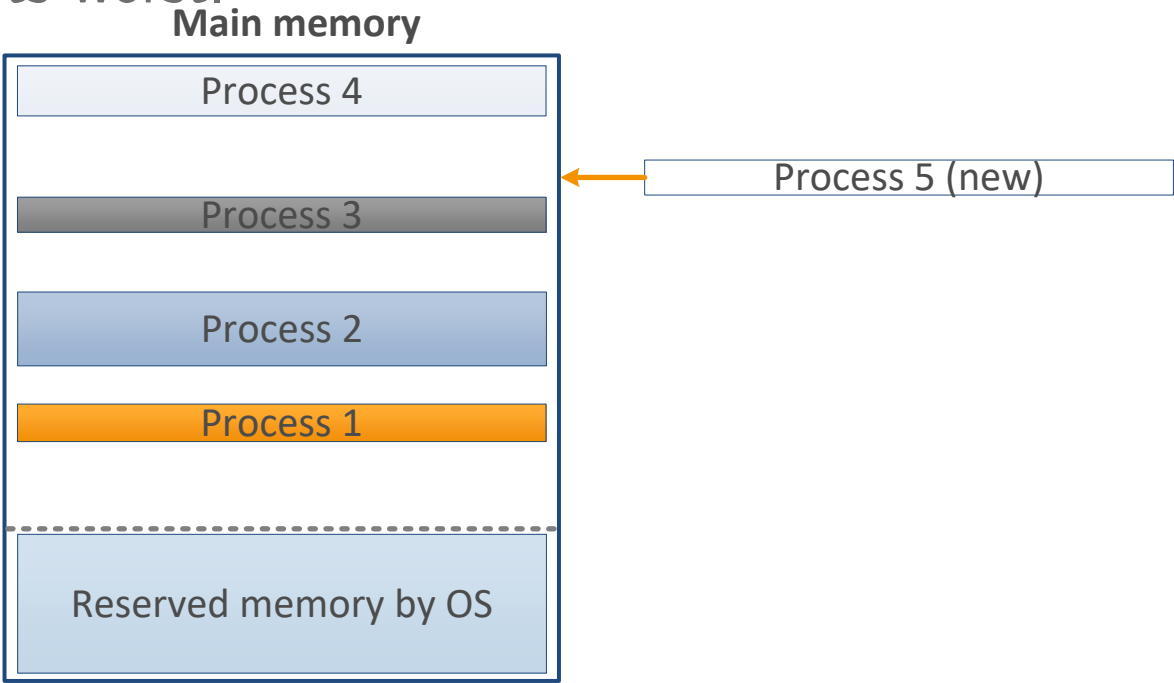 Main memory
Process 4
Process 5 (new)
Process 3
Process 2
Process 1
Reserved memory by OS